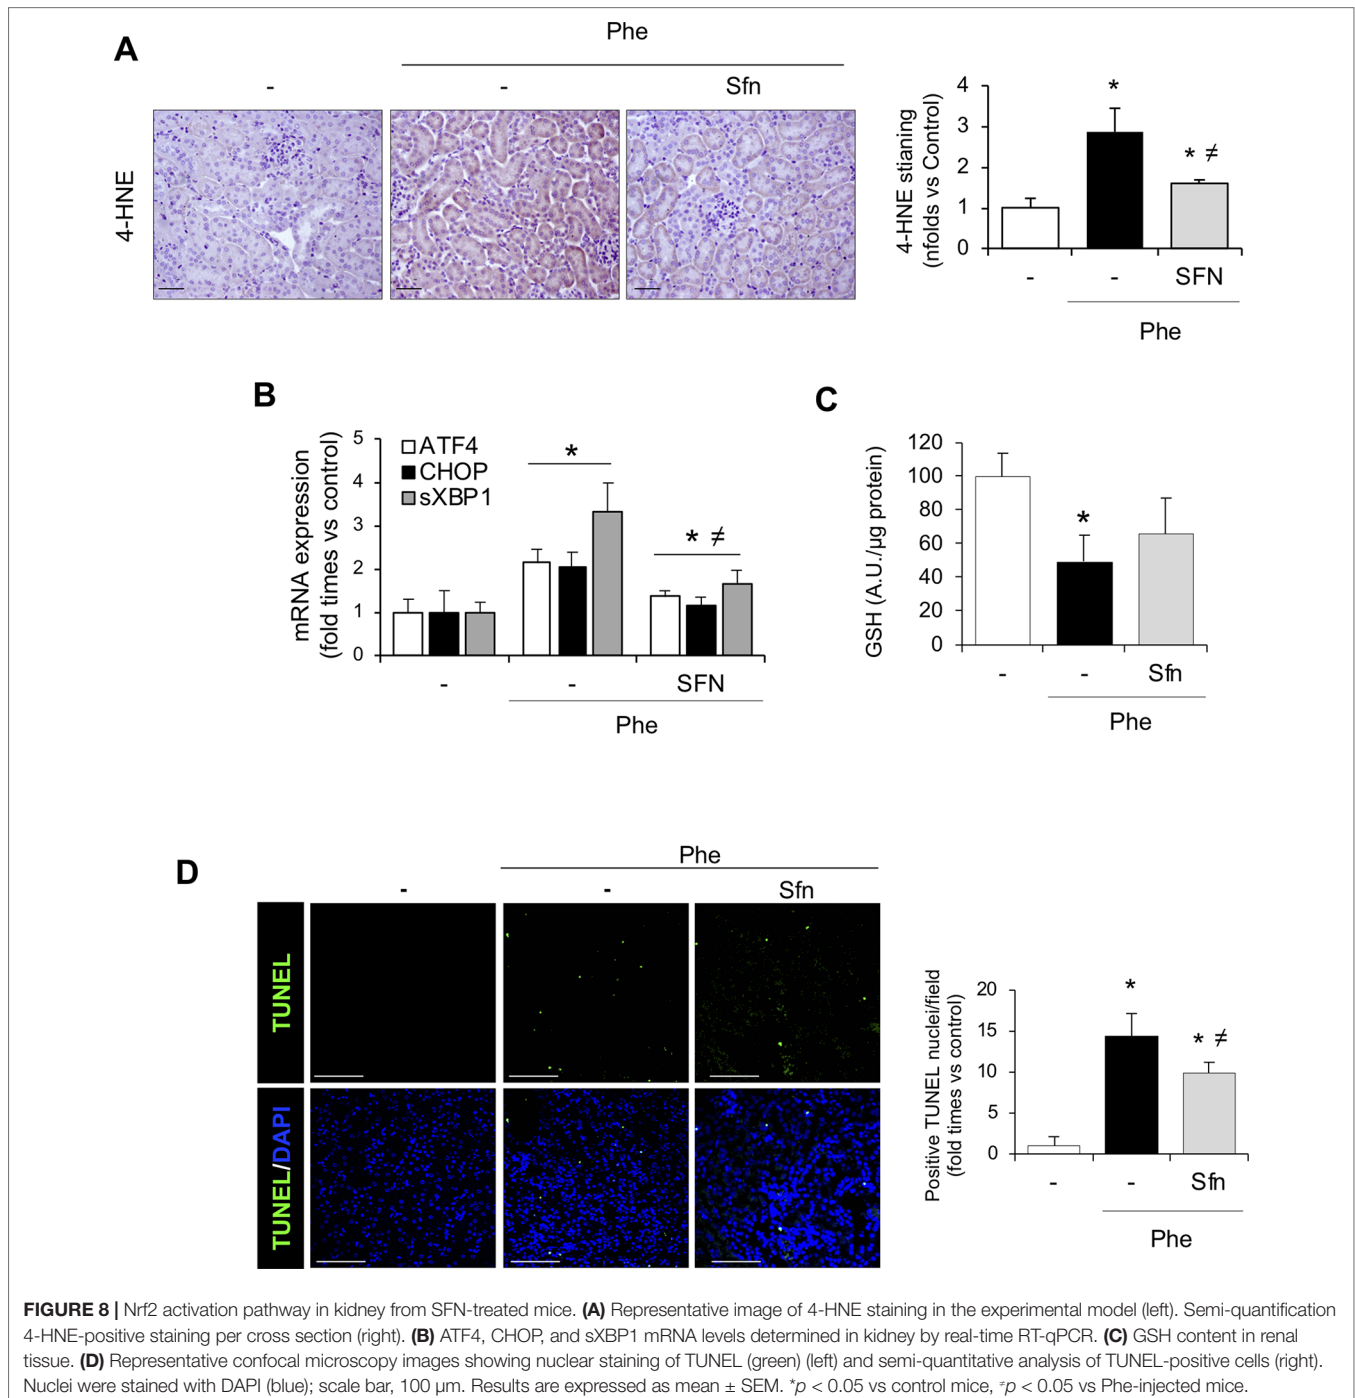 A
Phe
-
-
Sfn
4-HNE
4-HNE stianing
(nfolds vs Control)
4
3
2
1
0
*
* ≠
-
-
SFN
Phe
B
mRNA expression
(fold times vs control)
5
4
3
2
1
0
ATF4
CHOP
sXBP1
*
* ≠
-
-
SFN
Phe
C
GSH (A.U./µg protein)
120
100
80
60
40
20
0
*
-
-
Sfn
Phe
D
Phe
-
-
Sfn
TUNEL
TUNEL/DAPI
Positive TUNEL nuclei/field
(fold times vs control)
20
15
10
5
0
*
* ≠
-
-
Sfn
Phe
FIGURE 8 | Nrf2 activation pathway in kidney from SFN-treated mice. (A) Representative image of 4-HNE staining in the experimental model (left). Semi-quantification
4-HNE-positive staining per cross section (right). (B) ATF4, CHOP, and sXBP1 mRNA levels determined in kidney by real-time RT-qPCR. (C) GSH content in renal
tissue. (D) Representative confocal microscopy images showing nuclear staining of TUNEL (green) (left) and semi-quantitative analysis of TUNEL-positive cells (right).
Nuclei were stained with DAPI (blue); scale bar, 100 µm. Results are expressed as mean ± SEM. *p < 0.05 vs control mice, ≠p < 0.05 vs Phe-injected mice.